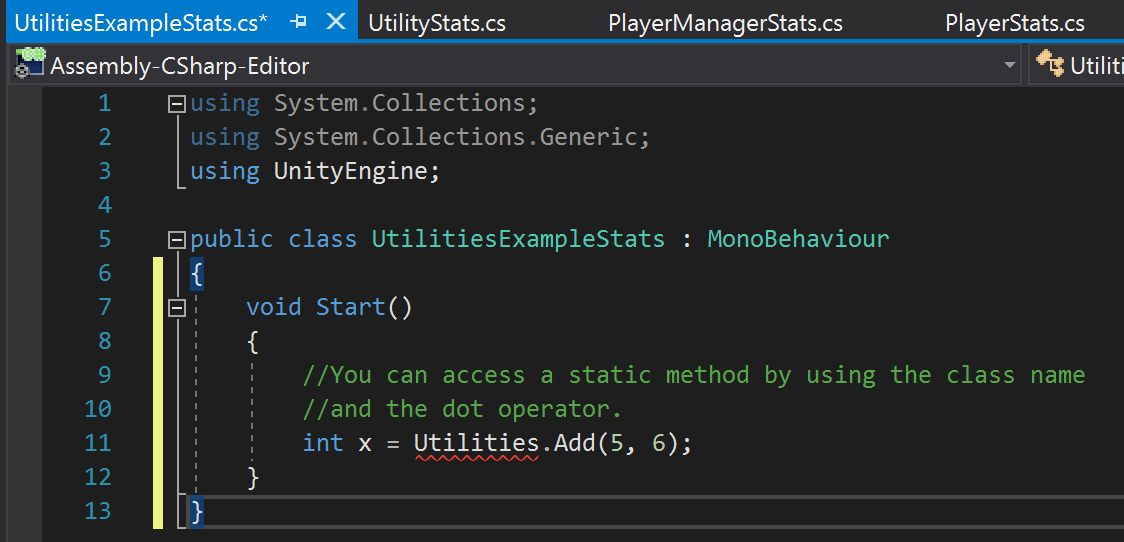 UtilitiesExampleStats.cs* UtilityStats.cs PlayerManagerStats.cs PlayerStats.cs
Assembly-CSharp-Editor Utiliti
1 using System.Collections;
2 using System.Collections.Generic;
3 using UnityEngine;
4
5 public class UtilitiesExampleStats : MonoBehaviour
6 {
7 void Start()
8 {
9 //You can access a static method by using the class name
10 //and the dot operator.
11 int x = Utilities.Add(5, 6);
12 }
13 }